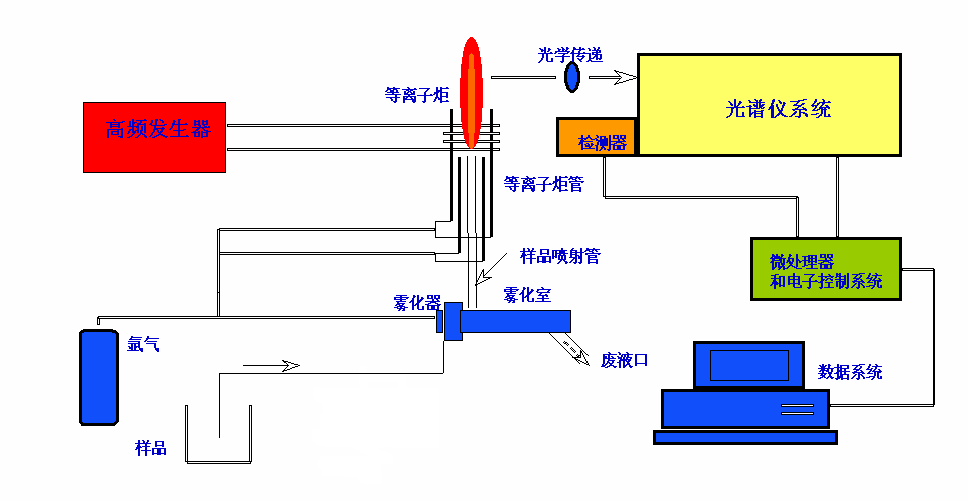 光学传递
等离子炬
光谱仪系统
高频发生器
检测器
等离子炬管
样品喷射管
微处理器
和电子控制系统
雾化器
雾化室
氩气
废液口
数据系统
样品